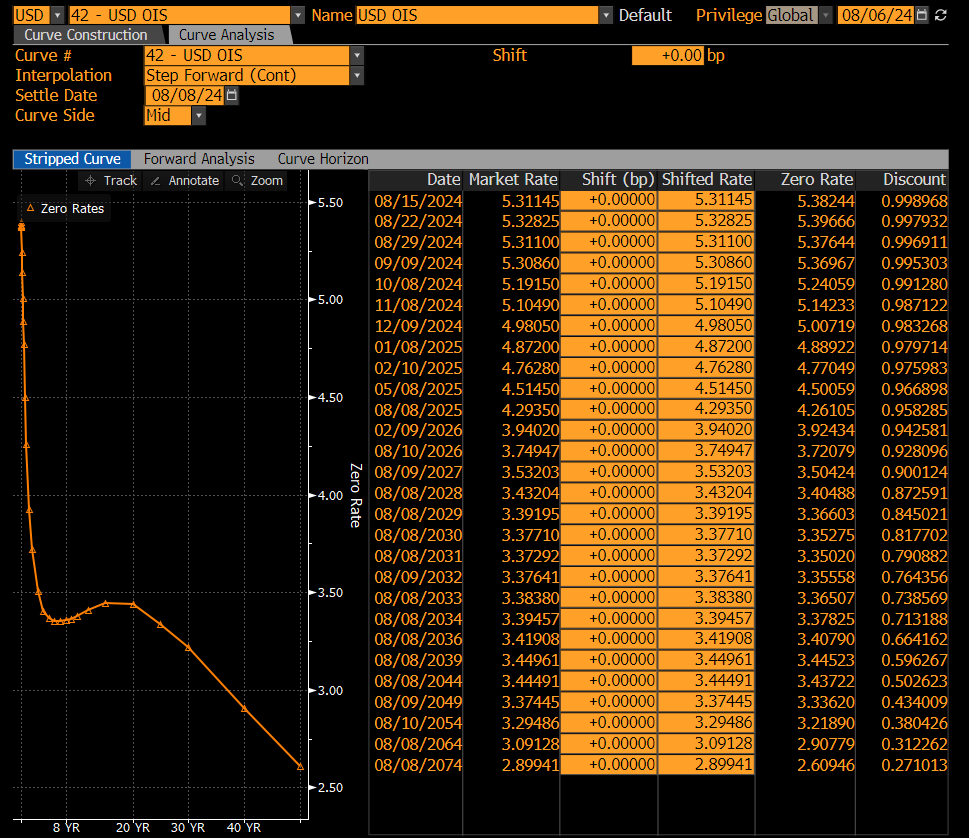 USD 42 - USD OIS Name USD OIS Default Privilege Global 08/06/24
Curve Construction Curve Analysis
Curve # 42 - USD OIS Shift +0.00 bp
Interpolation Step Forward (Cont)
Settle Date 08/08/24
Curve Side Mid
Stripped Curve Forward Analysis Curve Horizon
Track Annotate Zoom
Zero Rates
5.50
5.00
4.50
4.00
3.50
3.00
2.50
Zero Rate
8 YR 20 YR 30 YR 40 YR
Date Market Rate Shift (bp) Shifted Rate Zero Rate Discount
08/15/2024 5.31145 +0.00000 5.31145 5.38244 0.998968
08/22/2024 5.32825 +0.00000 5.32825 5.39666 0.997932
08/29/2024 5.31100 +0.00000 5.31100 5.37644 0.996911
09/09/2024 5.30860 +0.00000 5.30860 5.36967 0.995303
10/08/2024 5.19150 +0.00000 5.19150 5.24059 0.991280
11/08/2024 5.10490 +0.00000 5.10490 5.14233 0.987122
12/09/2024 4.98050 +0.00000 4.98050 5.00719 0.983268
01/08/2025 4.87200 +0.00000 4.87200 4.88922 0.979714
02/10/2025 4.76280 +0.00000 4.76280 4.77049 0.975983
05/08/2025 4.51450 +0.00000 4.51450 4.50059 0.966898
08/08/2025 4.29350 +0.00000 4.29350 4.26105 0.958285
02/09/2026 3.94020 +0.00000 3.94020 3.92434 0.942581
08/10/2026 3.74947 +0.00000 3.74947 3.72079 0.928096
08/09/2027 3.53203 +0.00000 3.53203 3.50424 0.900124
08/08/2028 3.43204 +0.00000 3.43204 3.40488 0.872591
08/08/2029 3.39195 +0.00000 3.39195 3.36603 0.845021
08/08/2030 3.37710 +0.00000 3.37710 3.35275 0.817702
08/08/2031 3.37292 +0.00000 3.37292 3.35020 0.790882
08/09/2032 3.37641 +0.00000 3.37641 3.35558 0.764356
08/08/2033 3.38380 +0.00000 3.38380 3.36507 0.738569
08/08/2034 3.39457 +0.00000 3.39457 3.37825 0.713188
08/08/2036 3.41908 +0.00000 3.41908 3.40790 0.664162
08/08/2039 3.44961 +0.00000 3.44961 3.44523 0.596267
08/08/2044 3.44491 +0.00000 3.44491 3.43722 0.502623
08/09/2049 3.37445 +0.00000 3.37445 3.33620 0.434009
08/10/2054 3.29486 +0.00000 3.29486 3.21890 0.380426
08/08/2064 3.09128 +0.00000 3.09128 2.90779 0.312262
08/08/2074 2.89941 +0.00000 2.89941 2.60946 0.271013